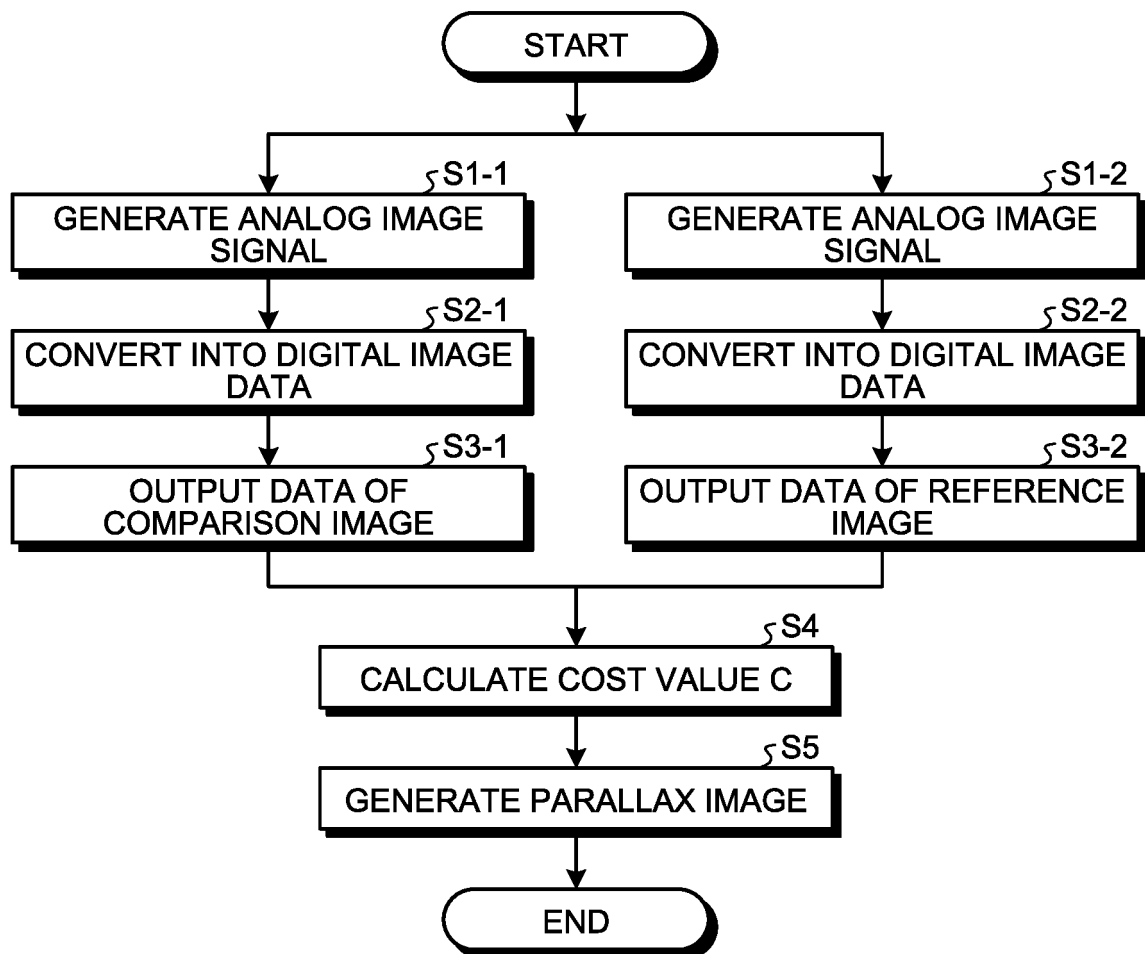 START
S1-1
GENERATE ANALOG IMAGE
SIGNAL
S1-2
GENERATE ANALOG IMAGE
SIGNAL
S2-1
CONVERT INTO DIGITAL IMAGE
DATA
S2-2
CONVERT INTO DIGITAL IMAGE
DATA
S3-1
OUTPUT DATA OF
COMPARISON IMAGE
S3-2
OUTPUT DATA OF REFERENCE
IMAGE
S4
CALCULATE COST VALUE C
S5
GENERATE PARALLAX IMAGE
END